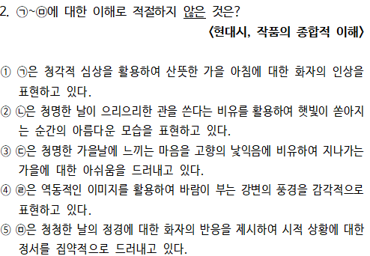 2. ㉠~㉤에 대한 이해로 적절하지 않은 것은?
<현대시, 작품의 종합적 이해>
① ㉠은 청각적 심상을 활용하여 산뜻한 가을 아침에 대한 화자의 인상을
표현하고 있다.
② ㉡은 청명한 날이 으리으리한 관을 쓴다는 비유를 활용하여 햇빛이 쏟아지
는 순간의 아름다운 모습을 표현하고 있다.
③ ㉢은 청명한 가을날에 느끼는 마음을 고향의 낯익음에 비유하여 지나가는
가을에 대한 아쉬움을 드러내고 있다.
④ ㉣은 역동적인 이미지를 활용하여 바람이 부는 강변의 풍경을 감각적으로
표현하고 있다.
⑤ ㉤은 청청한 날의 정경에 대한 화자의 반응을 제시하여 시적 상황에 대한
정서를 집약적으로 드러내고 있다.